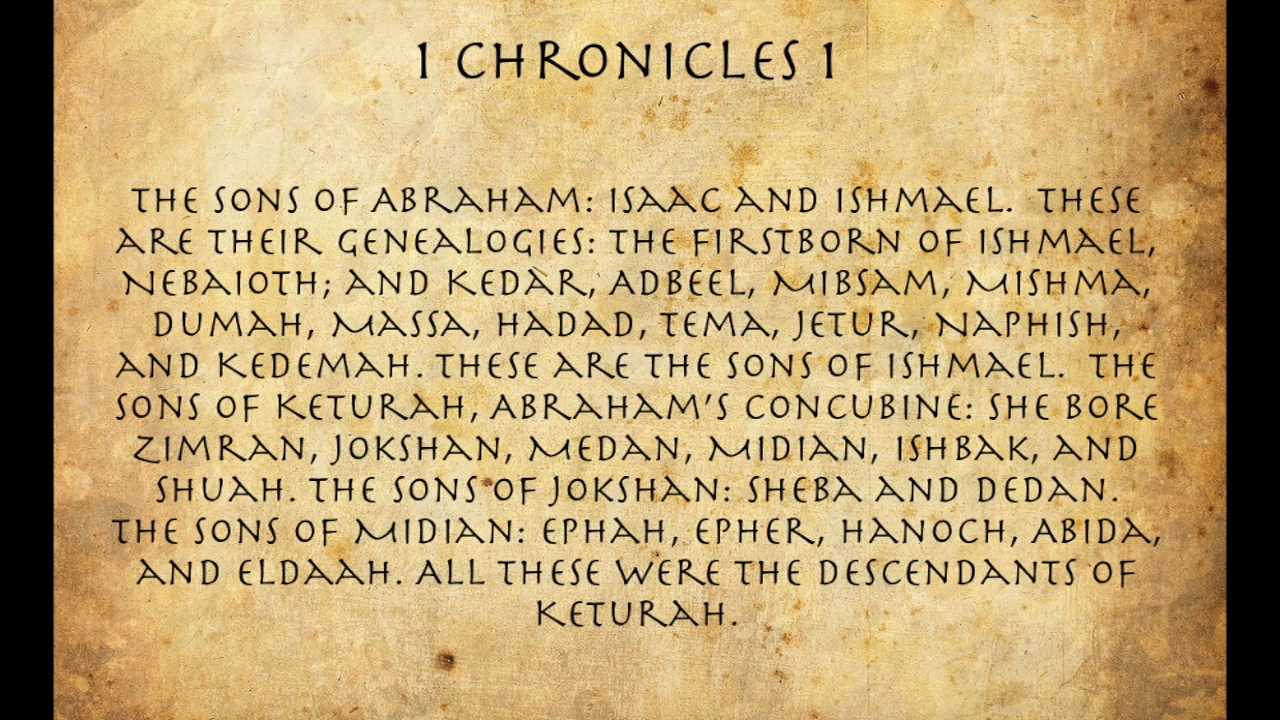 1 CHRONICLES 1
THE SONS OF ABRAHAM: ISAAC AND ISHMAEL. THESE
ARE THEIR GENEALOGIES: THE FIRSTBORN OF ISHMAEL,
NEBAIOTH; AND KEDAR, ADBEEL, MIBSAM, MISHMA,
DUMAH, MASSA, HADAD, TEMA, JETUR, NAPHISH,
AND KEDEMAH. THESE ARE THE SONS OF ISHMAEL. THE
SONS OF KETURAH, ABRAHAM'S CONCUBINE: SHE BORE
ZIMRAN, JOKSHAN, MEDAN, MIDIAN, ISHBAK, AND
SHUAH. THE SONS OF JOKSHAN: SHEBA AND DEDAN.
THE SONS OF MIDIAN: EPHAH, EPHER, HANOCH, ABIDA,
AND ELDAAH. ALL THESE WERE THE DESCENDANTS OF
KETURAH.